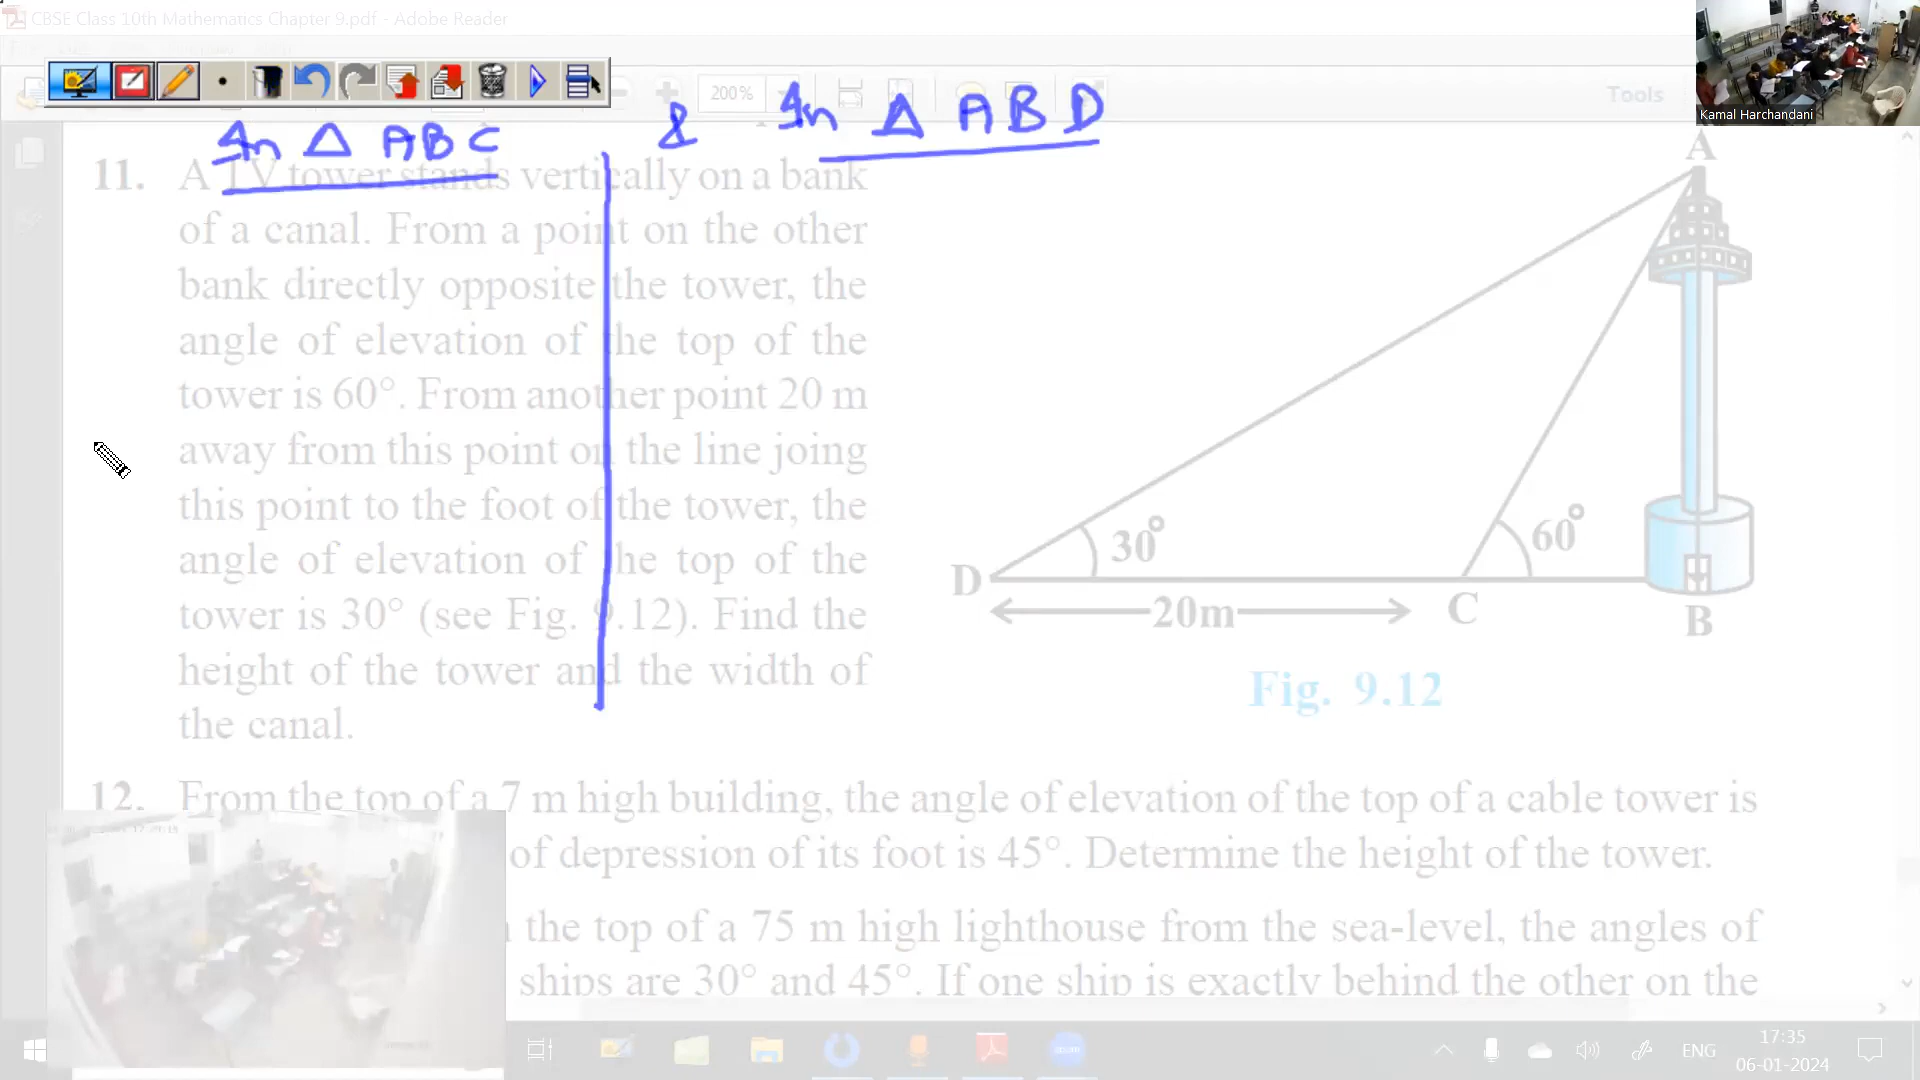 CBSE Class 10th Mathematics Chapter 9.pdf - Adobe Reader
200%
Tools
Kamal Harchandani
In Δ ABC & In Δ ABD
11. A TV tower stands vertically on a bank
of a canal. From a point on the other
bank directly opposite the tower, the
angle of elevation of the top of the
tower is 60°. From another point 20 m
away from this point on the line joing
this point to the foot of the tower, the
angle of elevation of the top of the
tower is 30° (see Fig. 9.12). Find the
height of the tower and the width of
the canal.
A
30°
60°
D
20m
C
B
Fig. 9.12
12. From the top of a 7 m high building, the angle of elevation of the top of a cable tower is
of depression of its foot is 45°. Determine the height of the tower.
the top of a 75 m high lighthouse from the sea-level, the angles of
ships are 30° and 45°. If one ship is exactly behind the other on the
zoom
ENG
17:35
06-01-2024